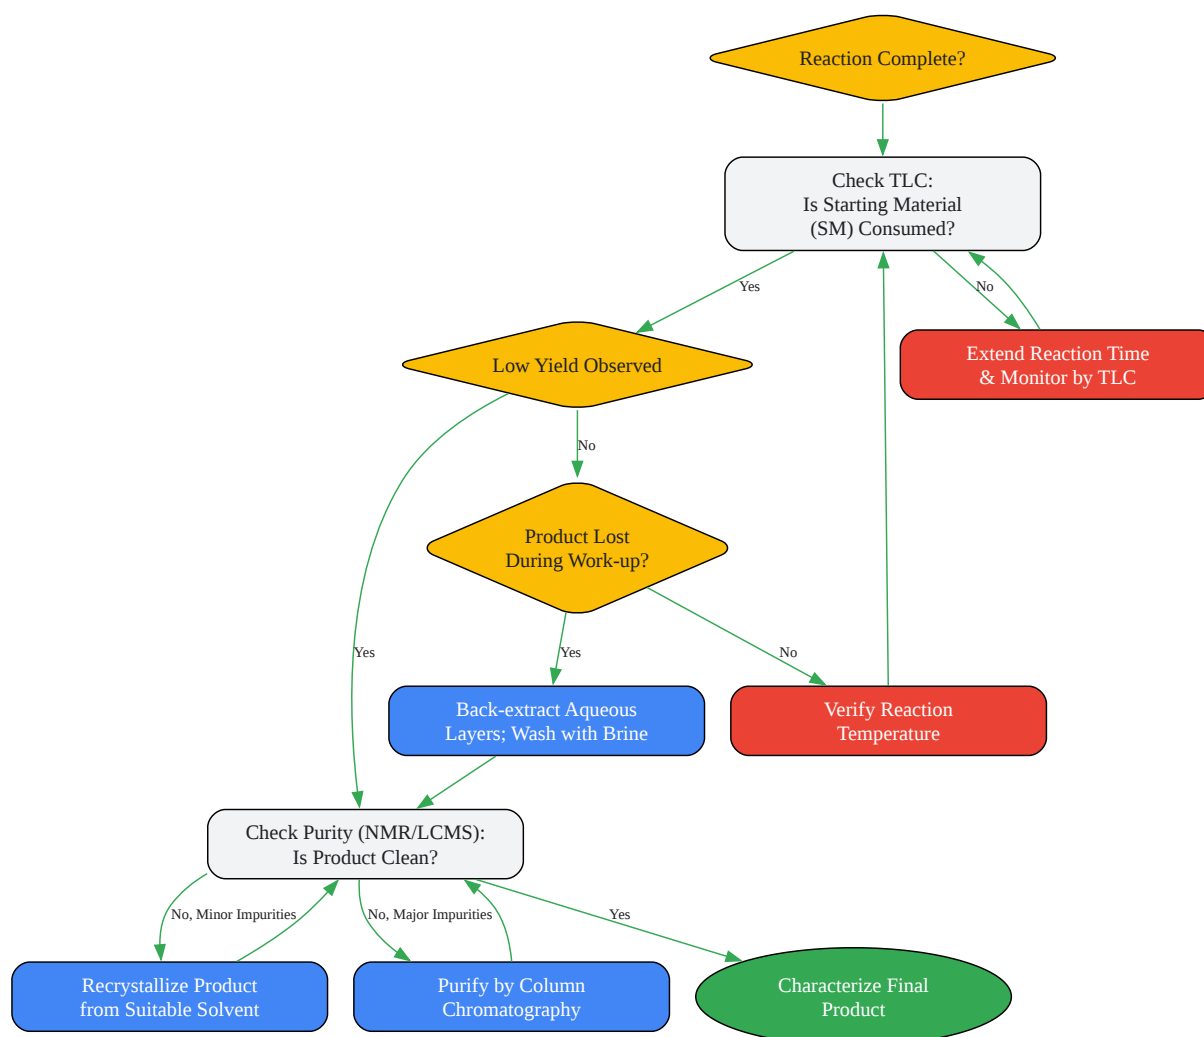 Reaction Complete?
Check TLC:
Is Starting Material
(SM) Consumed?
Yes
No
Low Yield Observed
Extend Reaction Time
& Monitor by TLC
No
Product Lost
During Work-up?
Yes
Yes
No
Back-extract Aqueous
Layers; Wash with Brine
Verify Reaction
Temperature
Check Purity (NMR/LCMS):
Is Product Clean?
No, Minor Impurities
No, Major Impurities
Yes
Recrystallize Product
from Suitable Solvent
Purify by Column
Chromatography
Characterize Final
Product